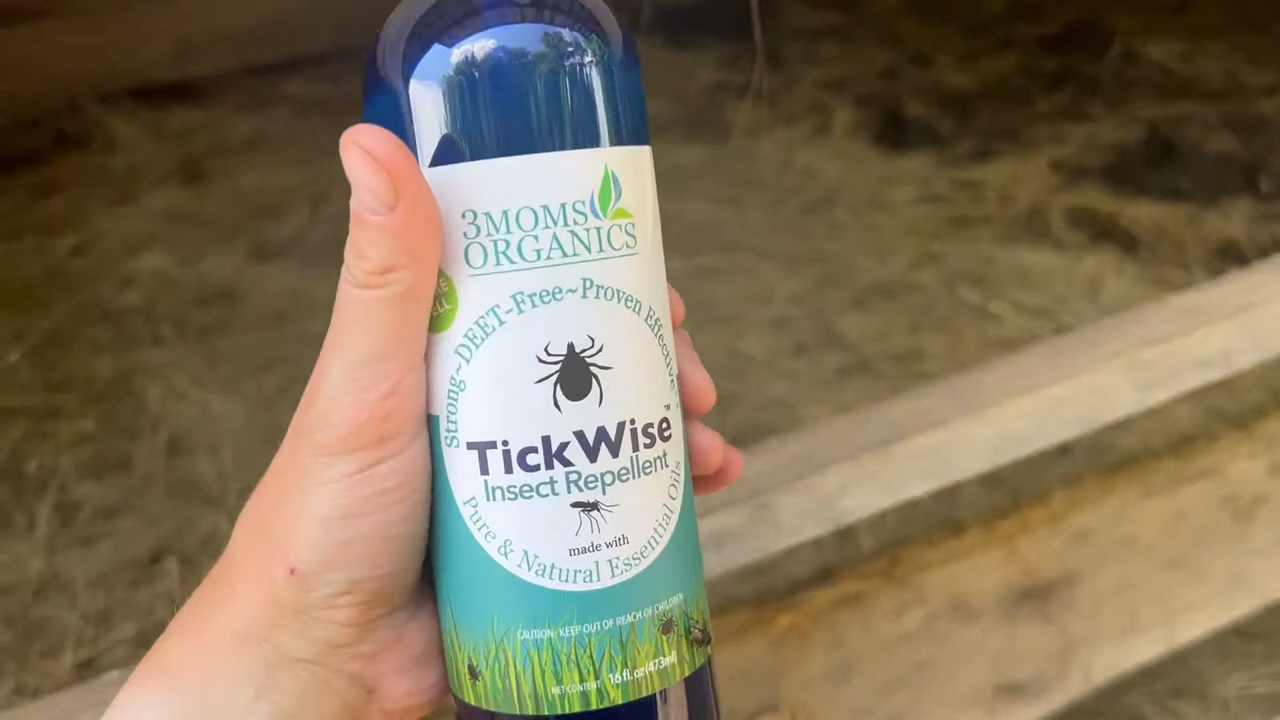 3MOMS
ORGANICS
Strong~DEET-Free~Proven Effective
TickWise™
Insect Repellent
made with
Pure & Natural Essential Oils
CAUTION: KEEP OUT OF REACH OF CHILDREN
NET CONTENT 16 fl. oz (473ml)